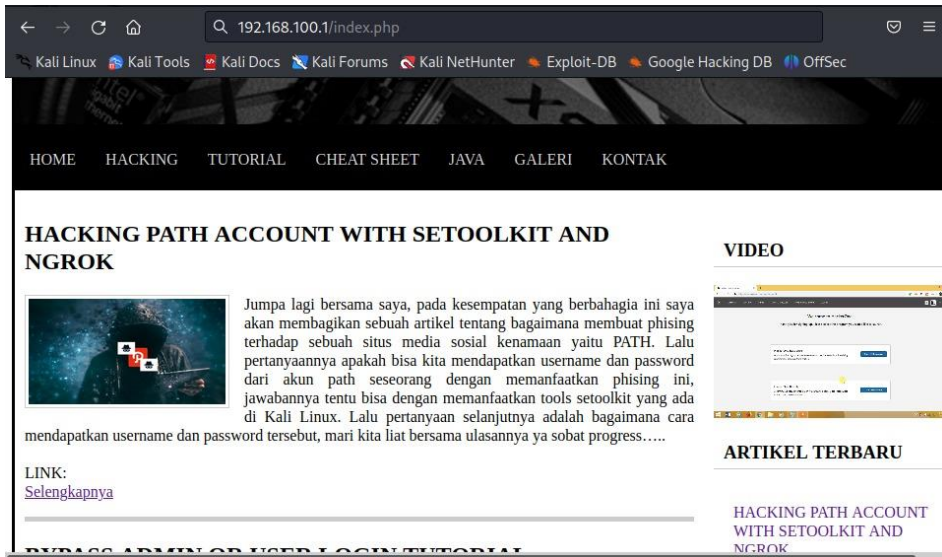 192.168.100.1/index.php
Kali Linux Kali Tools Kali Docs Kali Forums Kali NetHunter Exploit-DB Google Hacking DB OffSec
HOME HACKING TUTORIAL CHEAT SHEET JAVA GALERI KONTAK
HACKING PATH ACCOUNT WITH SETOOLKIT AND
NGROK
Jumpa lagi bersama saya, pada kesempatan yang berbahagia ini saya
akan membagikan sebuah artikel tentang bagaimana membuat phising
terhadap sebuah situs media sosial kenamaan yaitu PATH. Lalu
pertanyaannya apakah bisa kita mendapatkan username dan password
dari akun path seseorang dengan memanfaatkan phising ini,
jawabannya tentu bisa dengan memanfaatkan tools setoolkit yang ada
di Kali Linux. Lalu pertanyaan selanjutnya adalah bagaimana cara
mendapatkan username dan password tersebut, mari kita liat bersama ulasannya ya sobat progress…..
LINK:
Selengkapnya
BYPASS ADMIN OR USER LOGIN TUTORIAL
VIDEO
ARTIKEL TERBARU
HACKING PATH ACCOUNT
WITH SETOOLKIT AND
NGROK